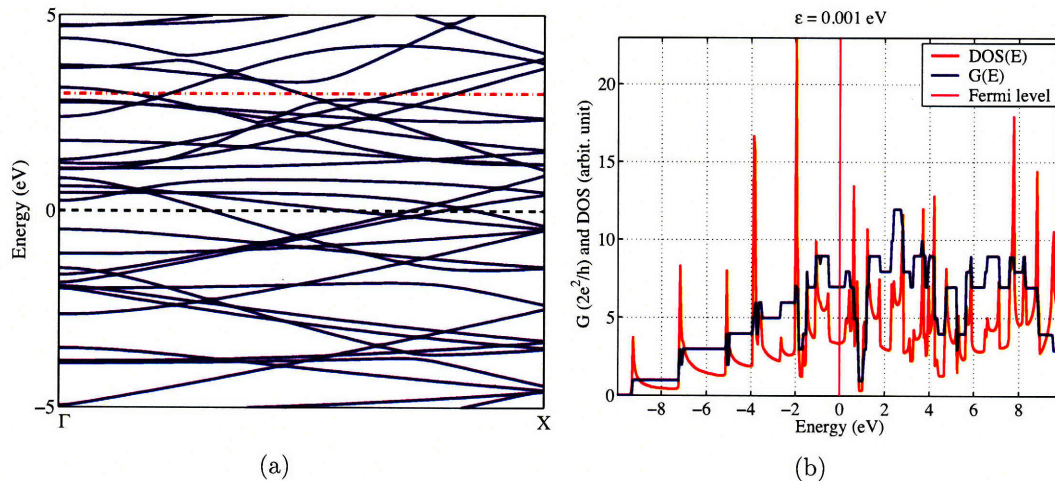 5
0
−5
Energy (eV)
Γ
X
(a)
ε = 0.001 eV
DOS(E)
G(E)
Fermi level
20
15
10
5
0
G (2e²/h) and DOS (arbit. unit)
−8 −6 −4 −2 0 2 4 6 8
Energy (eV)
(b)